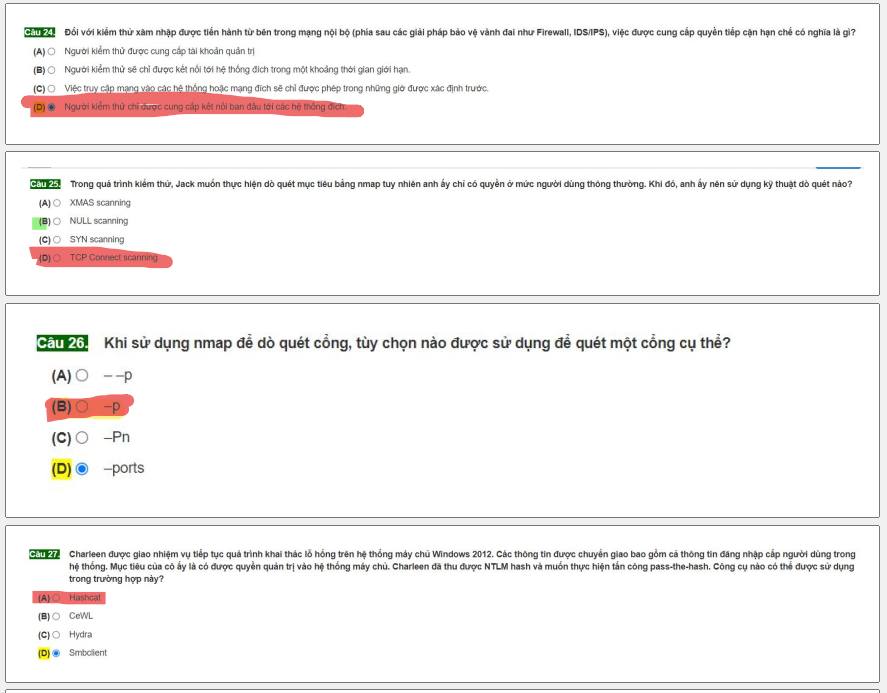 Câu 24. Đối với kiểm thử xâm nhập được tiến hành từ bên trong mạng nội bộ (phía sau các giải pháp bảo vệ vành đai như Firewall, IDS/IPS), việc được cung cấp quyền tiếp cận hạn chế có nghĩa là gì?
(A) Người kiểm thử được cung cấp tài khoản quản trị
(B) Người kiểm thử sẽ chỉ được kết nối tới hệ thống đích trong một khoảng thời gian giới hạn.
(C) Việc truy cập mạng vào các hệ thống hoặc mạng đích sẽ chỉ được phép trong những giờ được xác định trước.
(D) Người kiểm thử chỉ được cung cấp kết nối ban đầu tới các hệ thống đích.
Câu 25. Trong quá trình kiểm thử, Jack muốn thực hiện dò quét mục tiêu bằng nmap tuy nhiên anh ấy chỉ có quyền ở mức người dùng thông thường. Khi đó, anh ấy nên sử dụng kỹ thuật dò quét nào?
(A) XMAS scanning
(B) NULL scanning
(C) SYN scanning
(D) TCP Connect scanning
Câu 26. Khi sử dụng nmap để dò quét cổng, tùy chọn nào được sử dụng để quét một cổng cụ thể?
(A) – –p
(B) –p
(C) –Pn
(D) –ports
Câu 27. Charleen được giao nhiệm vụ tiếp tục quá trình khai thác lỗ hổng trên hệ thống máy chủ Windows 2012. Các thông tin được chuyển giao bao gồm cả thông tin đăng nhập cấp người dùng trong
hệ thống. Mục tiêu của cô ấy là có được quyền quản trị vào hệ thống máy chủ. Charleen đã thu được NTLM hash và muốn thực hiện tấn công pass-the-hash. Công cụ nào có thể được sử dụng
trong trường hợp này?
(A) Hashcat
(B) CeWL
(C) Hydra
(D) Smbclient